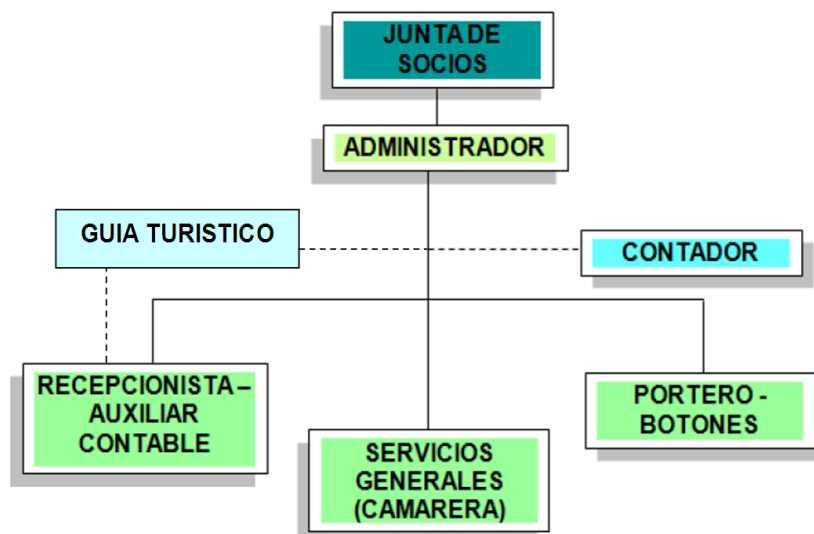 JUNTA DE
SOCIOS
ADMINISTRADOR
GUIA TURISTICO
CONTADOR
RECEPCIONISTA –
AUXILIAR
CONTABLE
SERVICIOS
GENERALES
(CAMARERA)
PORTERO -
BOTONES